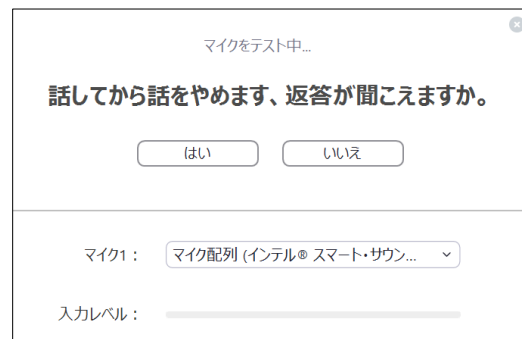 マイクをテスト中...
話してから話をやめます、返答が聞こえますか。
はい
いいえ
マイク1：
マイク配列 (インテル® スマート・サウン...
入力レベル：